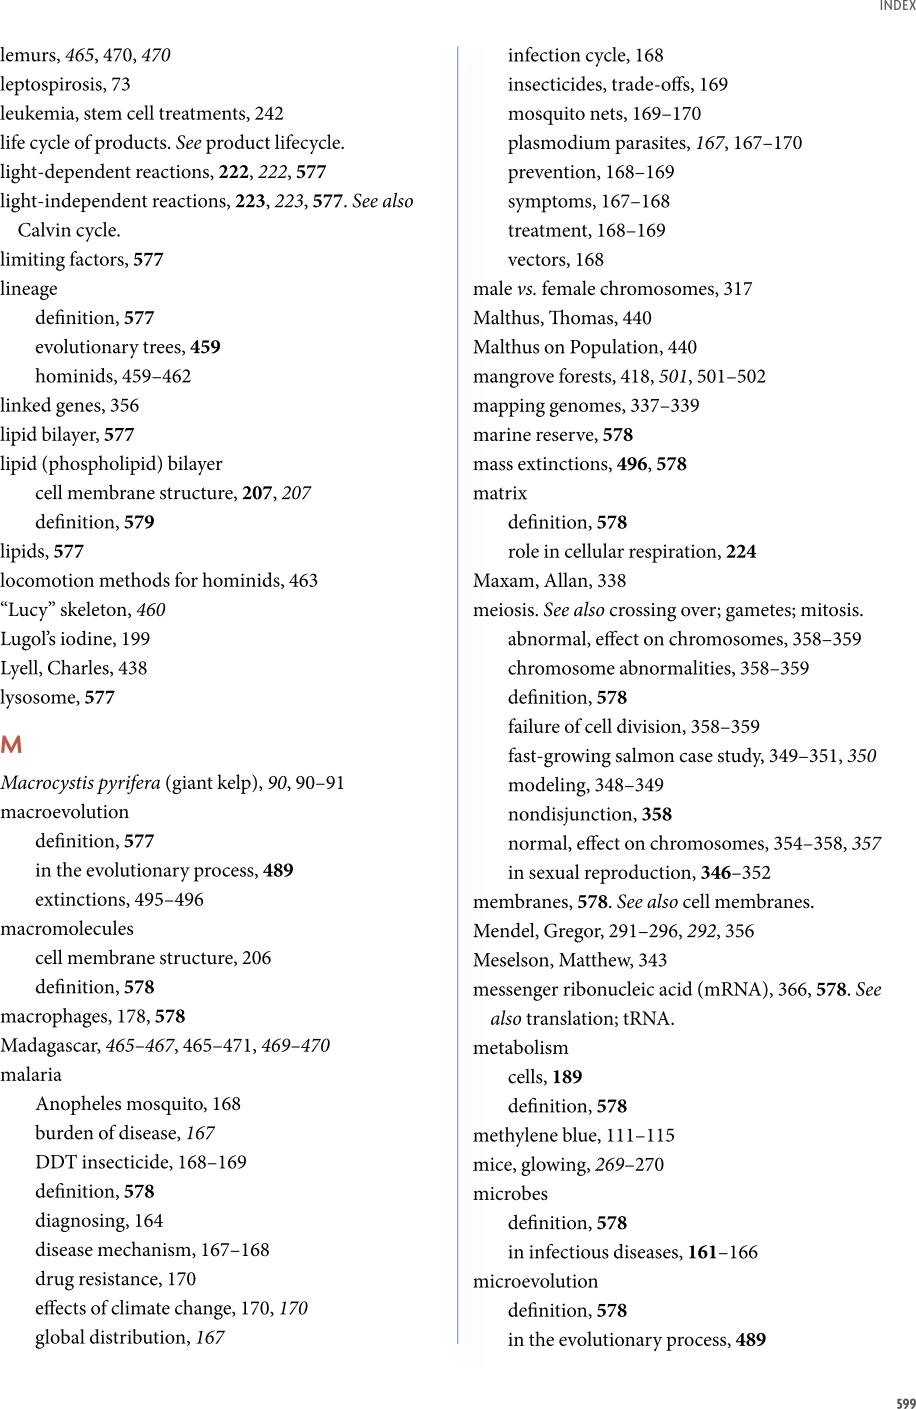 INDEX
lemurs, 465, 470, 470
leptospirosis, 73
leukemia, stem cell treatments, 242
life cycle of products. See product lifecycle.
light-dependent reactions, 222, 222, 577
light-independent reactions, 223, 223, 577. See also
Calvin cycle.
limiting factors, 577
lineage
definition, 577
evolutionary trees, 459
hominids, 459–462
linked genes, 356
lipid bilayer, 577
lipid (phospholipid) bilayer
cell membrane structure, 207, 207
definition, 579
lipids, 577
locomotion methods for hominids, 463
“Lucy” skeleton, 460
Lugol’s iodine, 199
Lyell, Charles, 438
lysosome, 577
M
Macrocystis pyrifera (giant kelp), 90, 90–91
macroevolution
definition, 577
in the evolutionary process, 489
extinctions, 495–496
macromolecules
cell membrane structure, 206
definition, 578
macrophages, 178, 578
Madagascar, 465–467, 465–471, 469–470
malaria
Anopheles mosquito, 168
burden of disease, 167
DDT insecticide, 168–169
definition, 578
diagnosing, 164
disease mechanism, 167–168
drug resistance, 170
effects of climate change, 170, 170
global distribution, 167
infection cycle, 168
insecticides, trade-offs, 169
mosquito nets, 169–170
plasmodium parasites, 167, 167–170
prevention, 168–169
symptoms, 167–168
treatment, 168–169
vectors, 168
male vs. female chromosomes, 317
Malthus, Thomas, 440
Malthus on Population, 440
mangrove forests, 418, 501, 501–502
mapping genomes, 337–339
marine reserve, 578
mass extinctions, 496, 578
matrix
definition, 578
role in cellular respiration, 224
Maxam, Allan, 338
meiosis. See also crossing over; gametes; mitosis.
abnormal, effect on chromosomes, 358–359
chromosome abnormalities, 358–359
definition, 578
failure of cell division, 358–359
fast-growing salmon case study, 349–351, 350
modeling, 348–349
nondisjunction, 358
normal, effect on chromosomes, 354–358, 357
in sexual reproduction, 346–352
membranes, 578. See also cell membranes.
Mendel, Gregor, 291–296, 292, 356
Meselson, Matthew, 343
messenger ribonucleic acid (mRNA), 366, 578. See
also translation; tRNA.
metabolism
cells, 189
definition, 578
methylene blue, 111–115
mice, glowing, 269–270
microbes
definition, 578
in infectious diseases, 161–166
microevolution
definition, 578
in the evolutionary process, 489
599